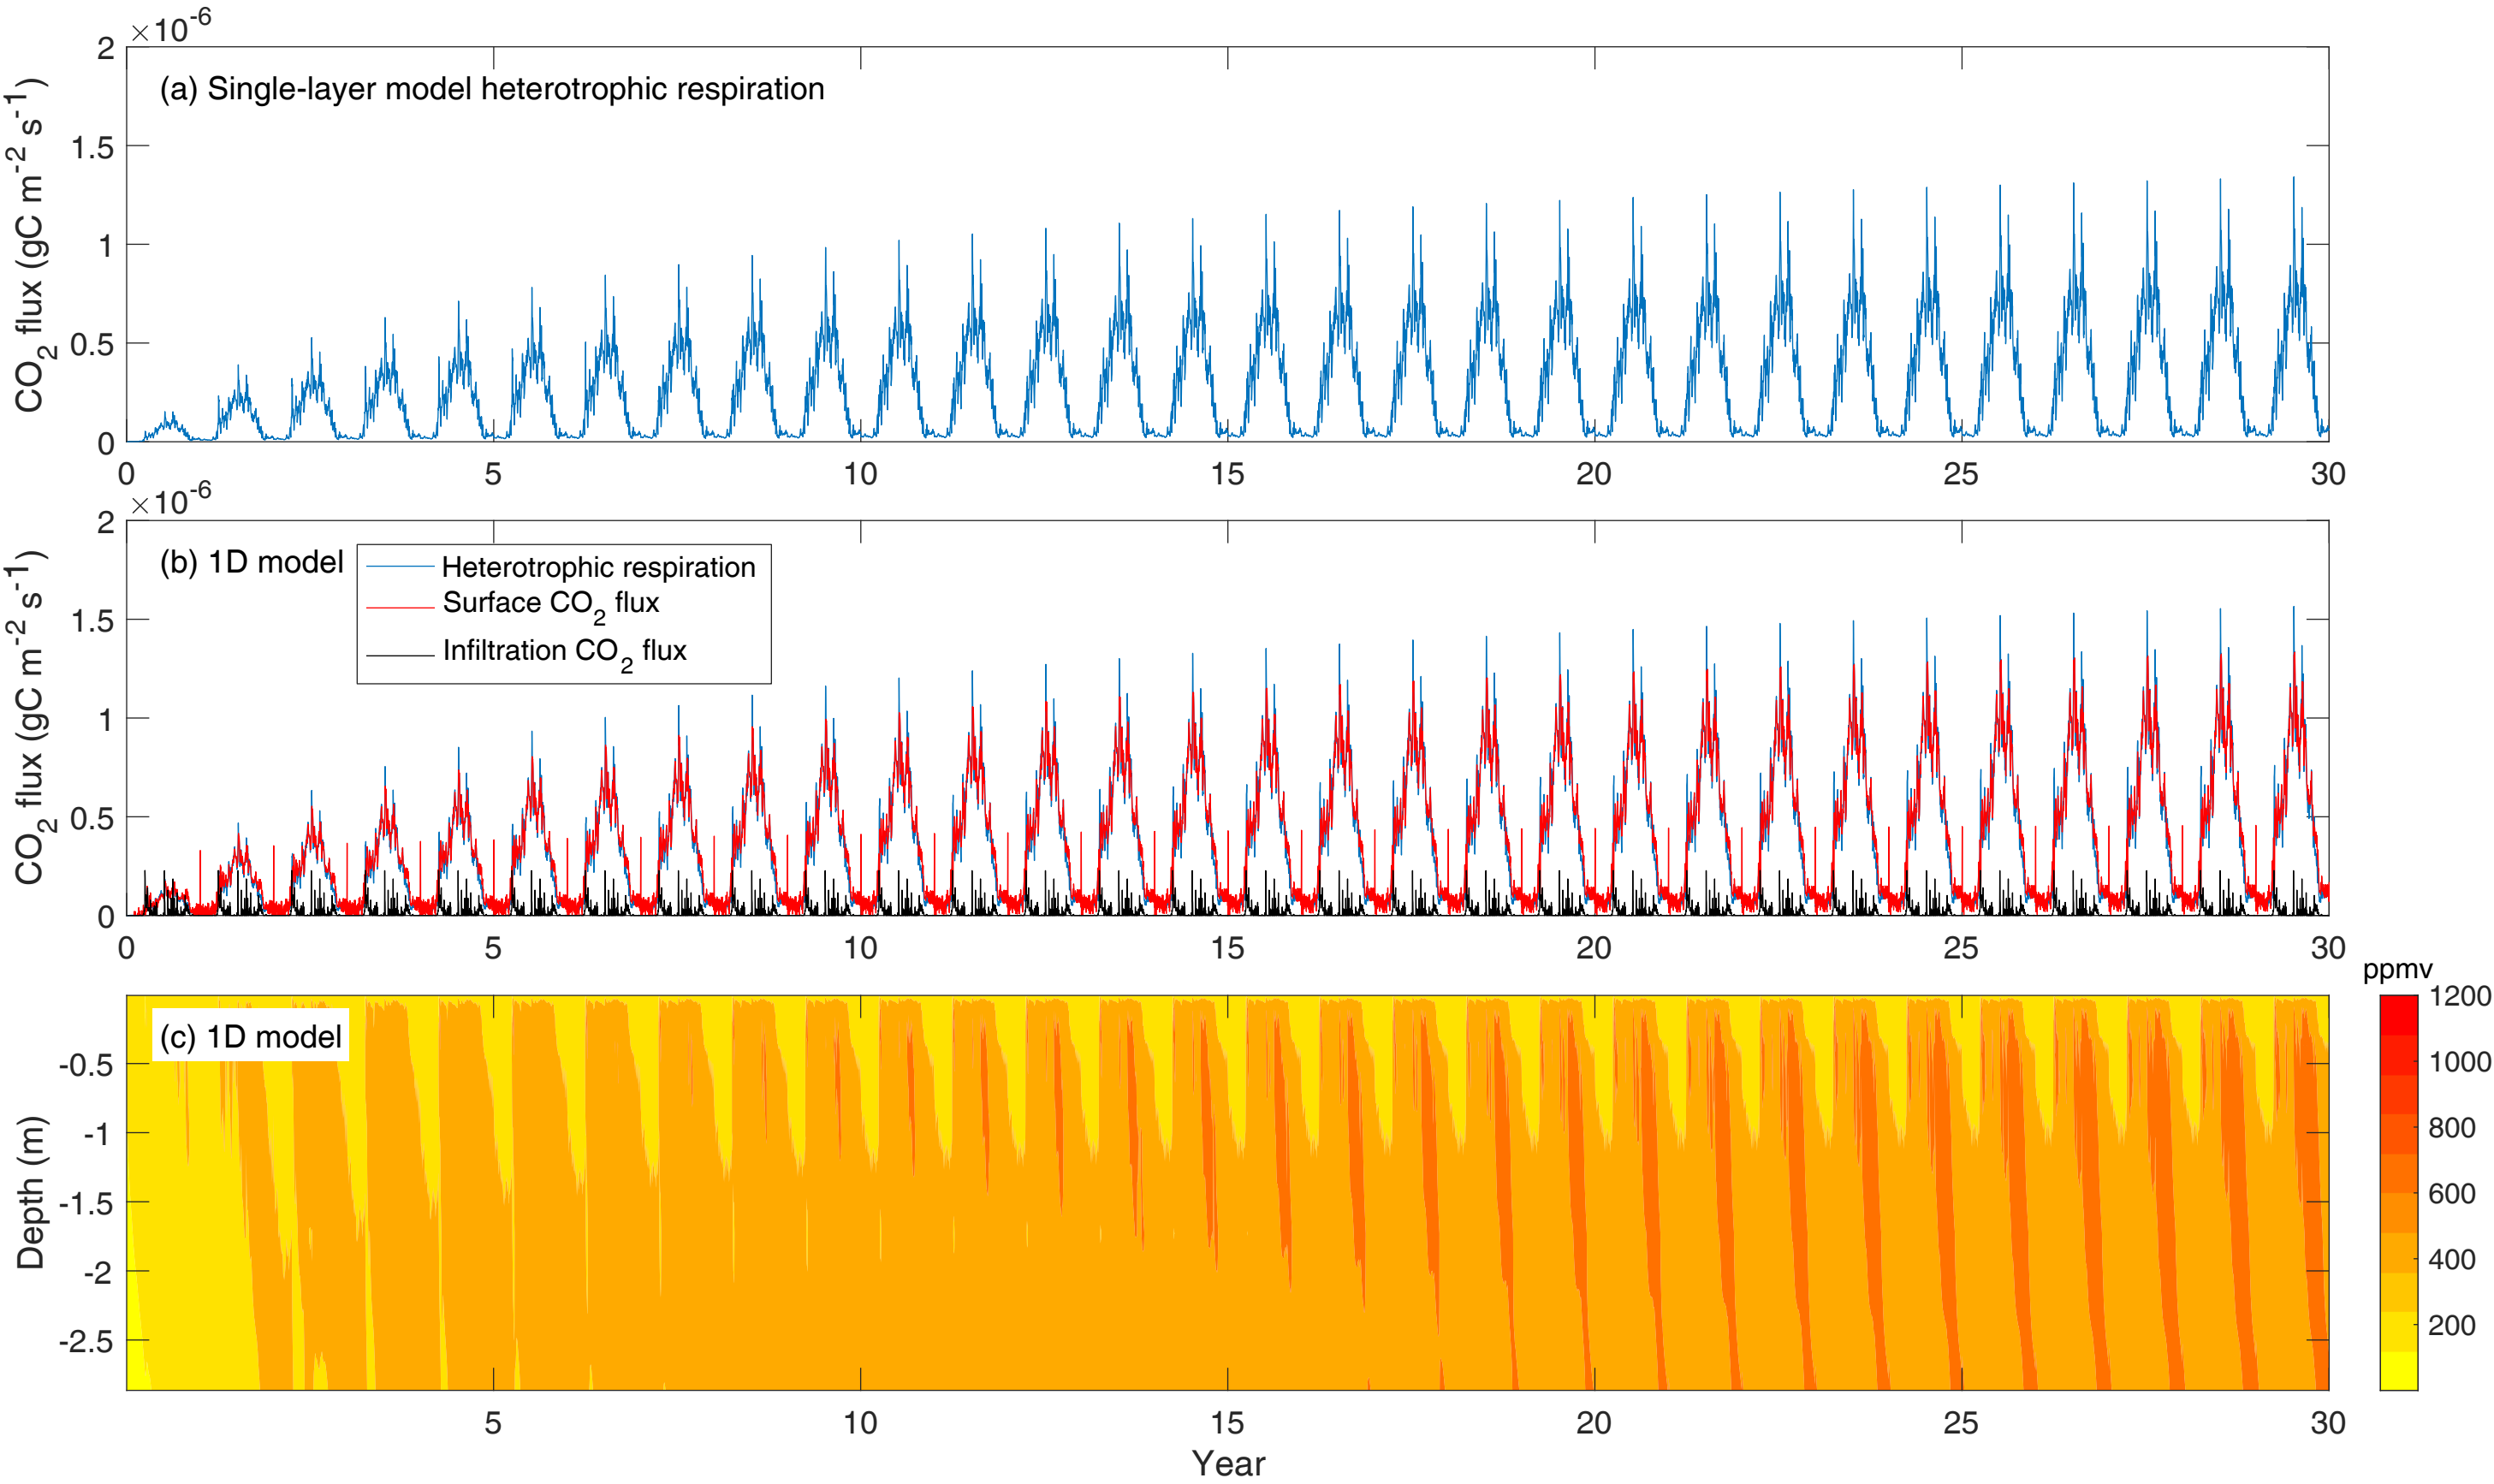 ×10-6
2
1.5
1
0.5
0
CO2 flux (gC m-2 s-1)
(a) Single-layer model heterotrophic respiration
0 5 10 15 20 25 30
×10-6
2
1.5
1
0.5
0
CO2 flux (gC m-2 s-1)
(b) 1D model
Heterotrophic respiration
Surface CO2 flux
Infiltration CO2 flux
0 5 10 15 20 25 30
(c) 1D model
-0.5
-1
-1.5
-2
-2.5
Depth (m)
5 10 15 20 25 30
Year
ppmv
1200
1000
800
600
400
200